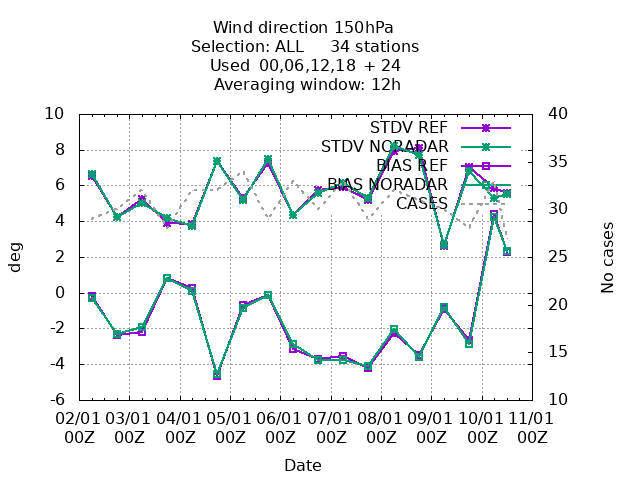 Wind direction 150hPa
Selection: ALL 34 stations
Used 00,06,12,18 + 24
Averaging window: 12h
STDV REF
STDV NORADAR
BIAS REF
BIAS NORADAR
CASES
10
8
6
4
2
0
-2
-4
-6
deg
40
35
30
25
20
15
10
No cases
02/01 03/01 04/01 05/01 06/01 07/01 08/01 09/01 10/01 11/01
00Z 00Z 00Z 00Z 00Z 00Z 00Z 00Z 00Z 00Z
Date